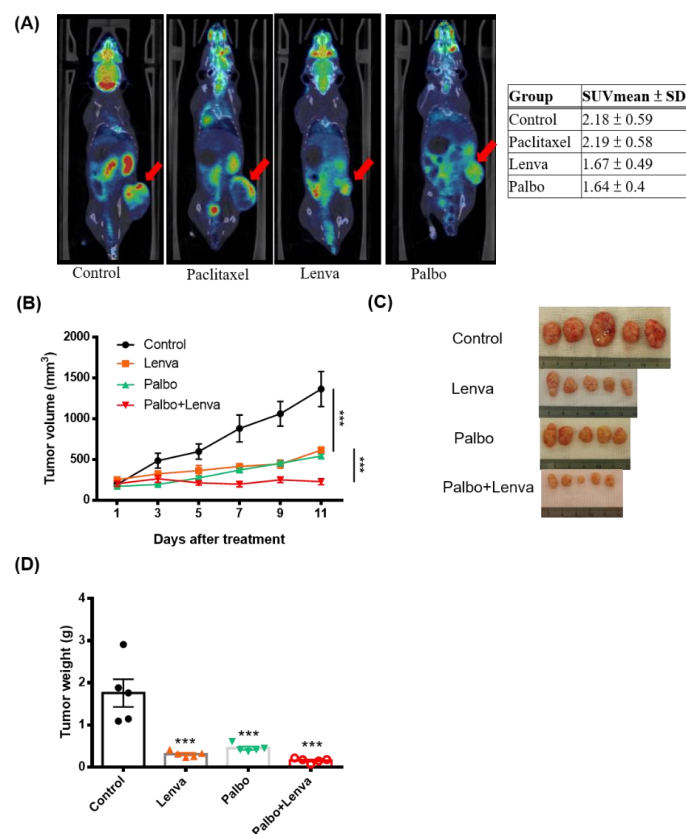 (A)
Control
Paclitaxel
Lenva
Palbo
Group SUVmean ± SD
Control 2.18 ± 0.59
Paclitaxel 2.19 ± 0.58
Lenva 1.67 ± 0.49
Palbo 1.64 ± 0.4
(B)
Tumor volume (mm³)
2000
1500
1000
500
0
1 3 5 7 9 11
Days after treatment
Control
Lenva
Palbo
Palbo+Lenva
***
***
(C)
Control
Lenva
Palbo
Palbo+Lenva
(D)
Tumor weight (g)
4
3
2
1
0
***
***
***
Control
Lenva
Palbo
Palbo+Lenva